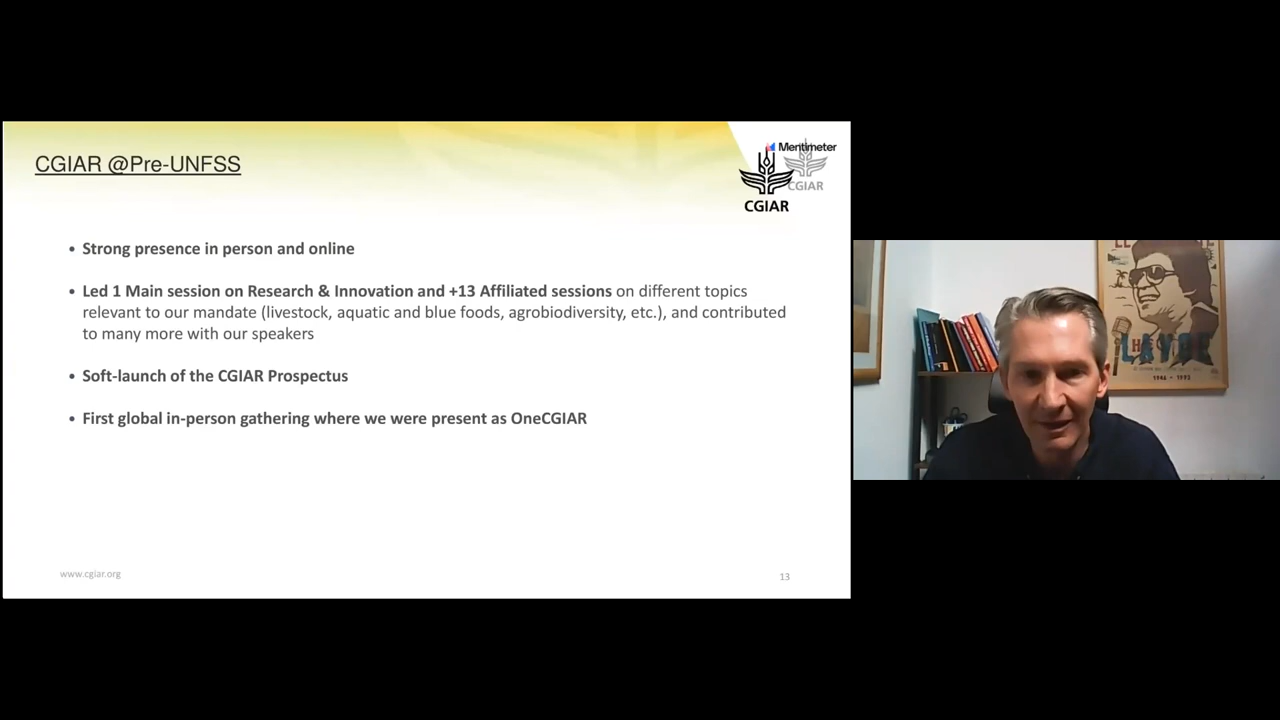 CGIAR @Pre-UNFSS
Mentimeter
CGIAR
CGIAR
• Strong presence in person and online
• Led 1 Main session on Research & Innovation and +13 Affiliated sessions on different topics
relevant to our mandate (livestock, aquatic and blue foods, agrobiodiversity, etc.), and contributed
to many more with our speakers
• Soft-launch of the CGIAR Prospectus
• First global in-person gathering where we were present as OneCGIAR
www.cgiar.org
13
LAVOE
1946 - 1993